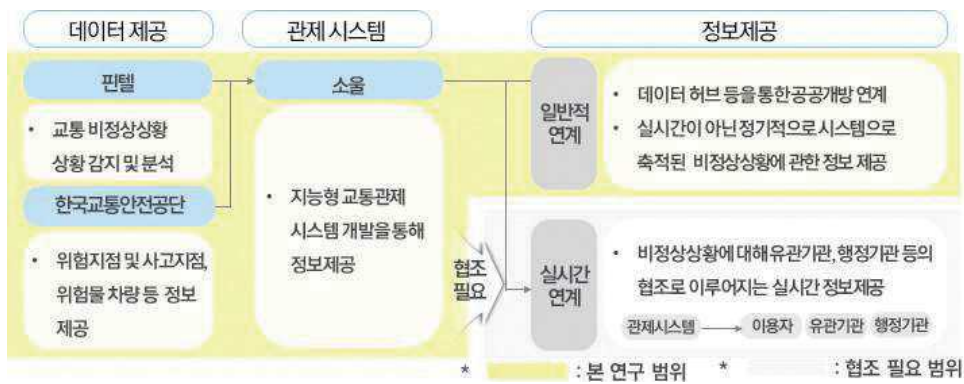 데이터 제공
관제 시스템
정보제공
핀텔
• 교통 비정상상황
상황 감지 및 분석
한국교통안전공단
• 위험지점 및 사고지점,
위험물 차량 등 정보
제공
소울
• 지능형 교통관제
시스템 개발을 통해
정보제공
협조
필요
일반적
연계
• 데이터 허브 등을 통한 공공개방 연계
• 실시간이 아닌 정기적으로 시스템으로
축적된 비정상상황에 관한 정보 제공
실시간
연계
• 비정상상황에 대해 유관기관, 행정기관 등의
협조로 이루어지는 실시간 정보제공
관제시스템 → 이용자 유관기관 행정기관
* : 본 연구 범위 * : 협조 필요 범위